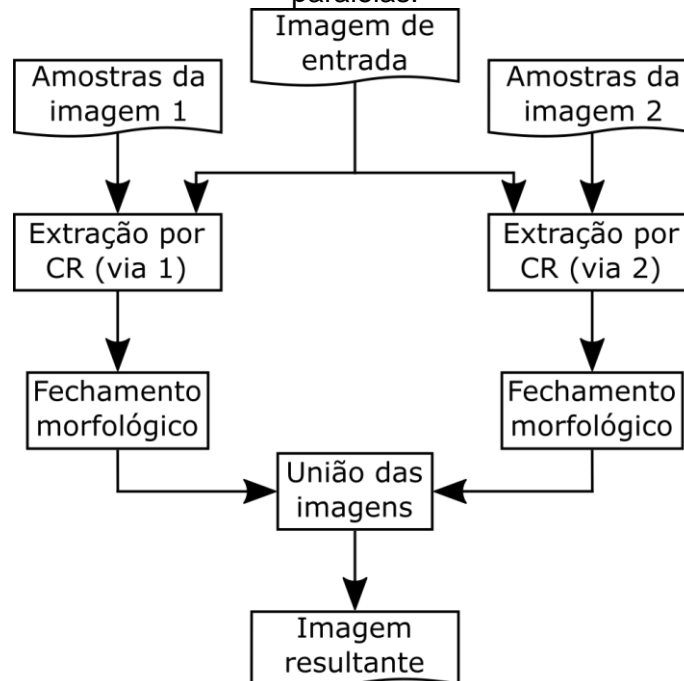 paralelas.
Imagem de
entrada
Amostras da
imagem 1
Amostras da
imagem 2
Extração por
CR (via 1)
Extração por
CR (via 2)
Fechamento
morfológico
Fechamento
morfológico
União das
imagens
Imagem
resultante